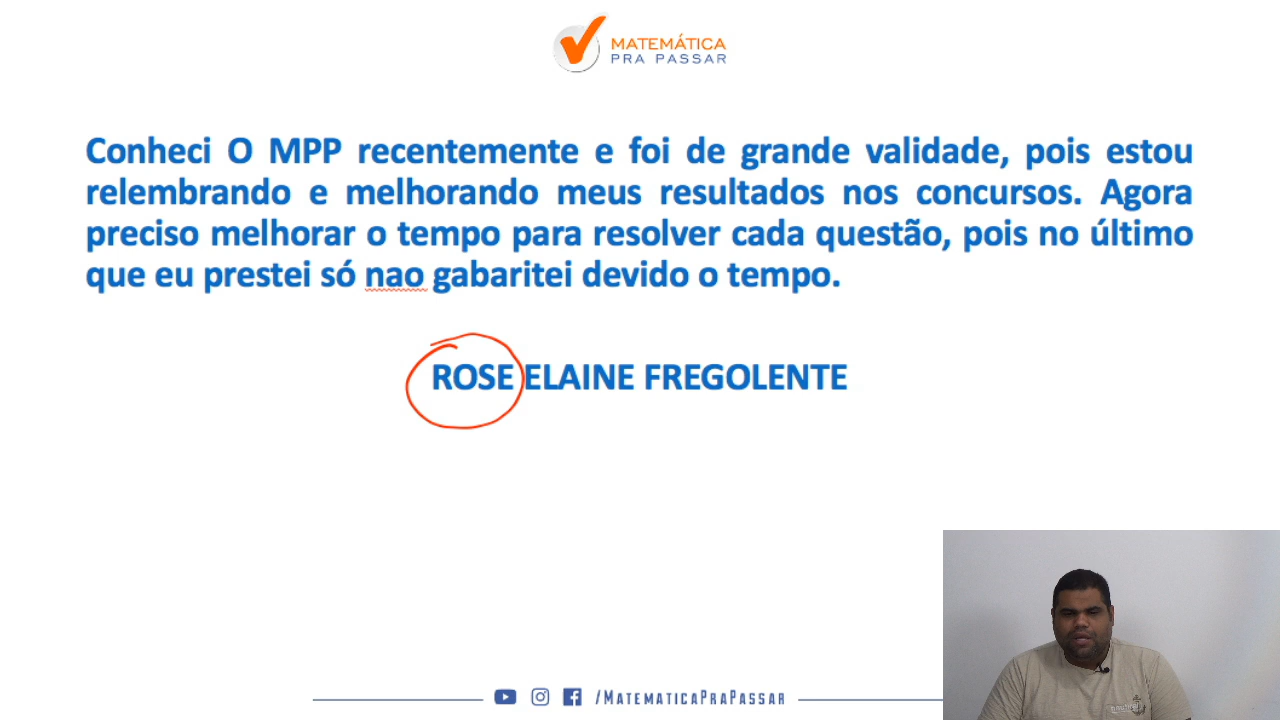 MATEMÁTICA
PRA PASSAR
Conheci O MPP recentemente e foi de grande validade, pois estou
relembrando e melhorando meus resultados nos concursos. Agora
preciso melhorar o tempo para resolver cada questão, pois no último
que eu prestei só nao gabaritei devido o tempo.
ROSE ELAINE FREGOLENTE
/MATEMATICAPRAPASSAR